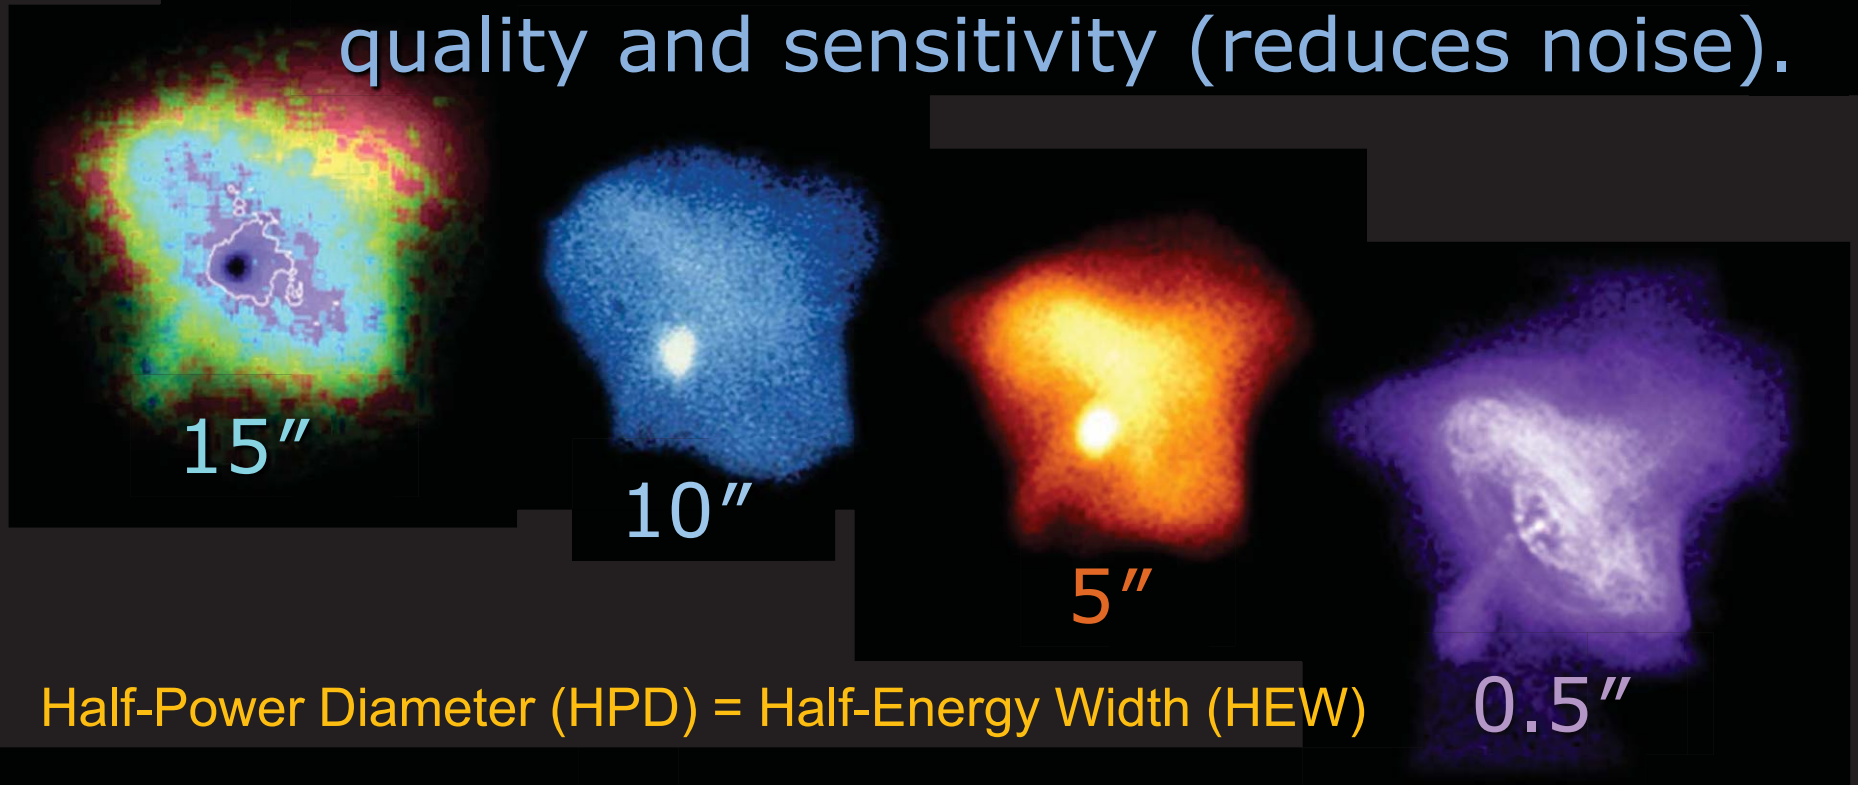 quality and sensitivity (reduces noise).
15″
10″
5″
0.5″
Half-Power Diameter (HPD) = Half-Energy Width (HEW)